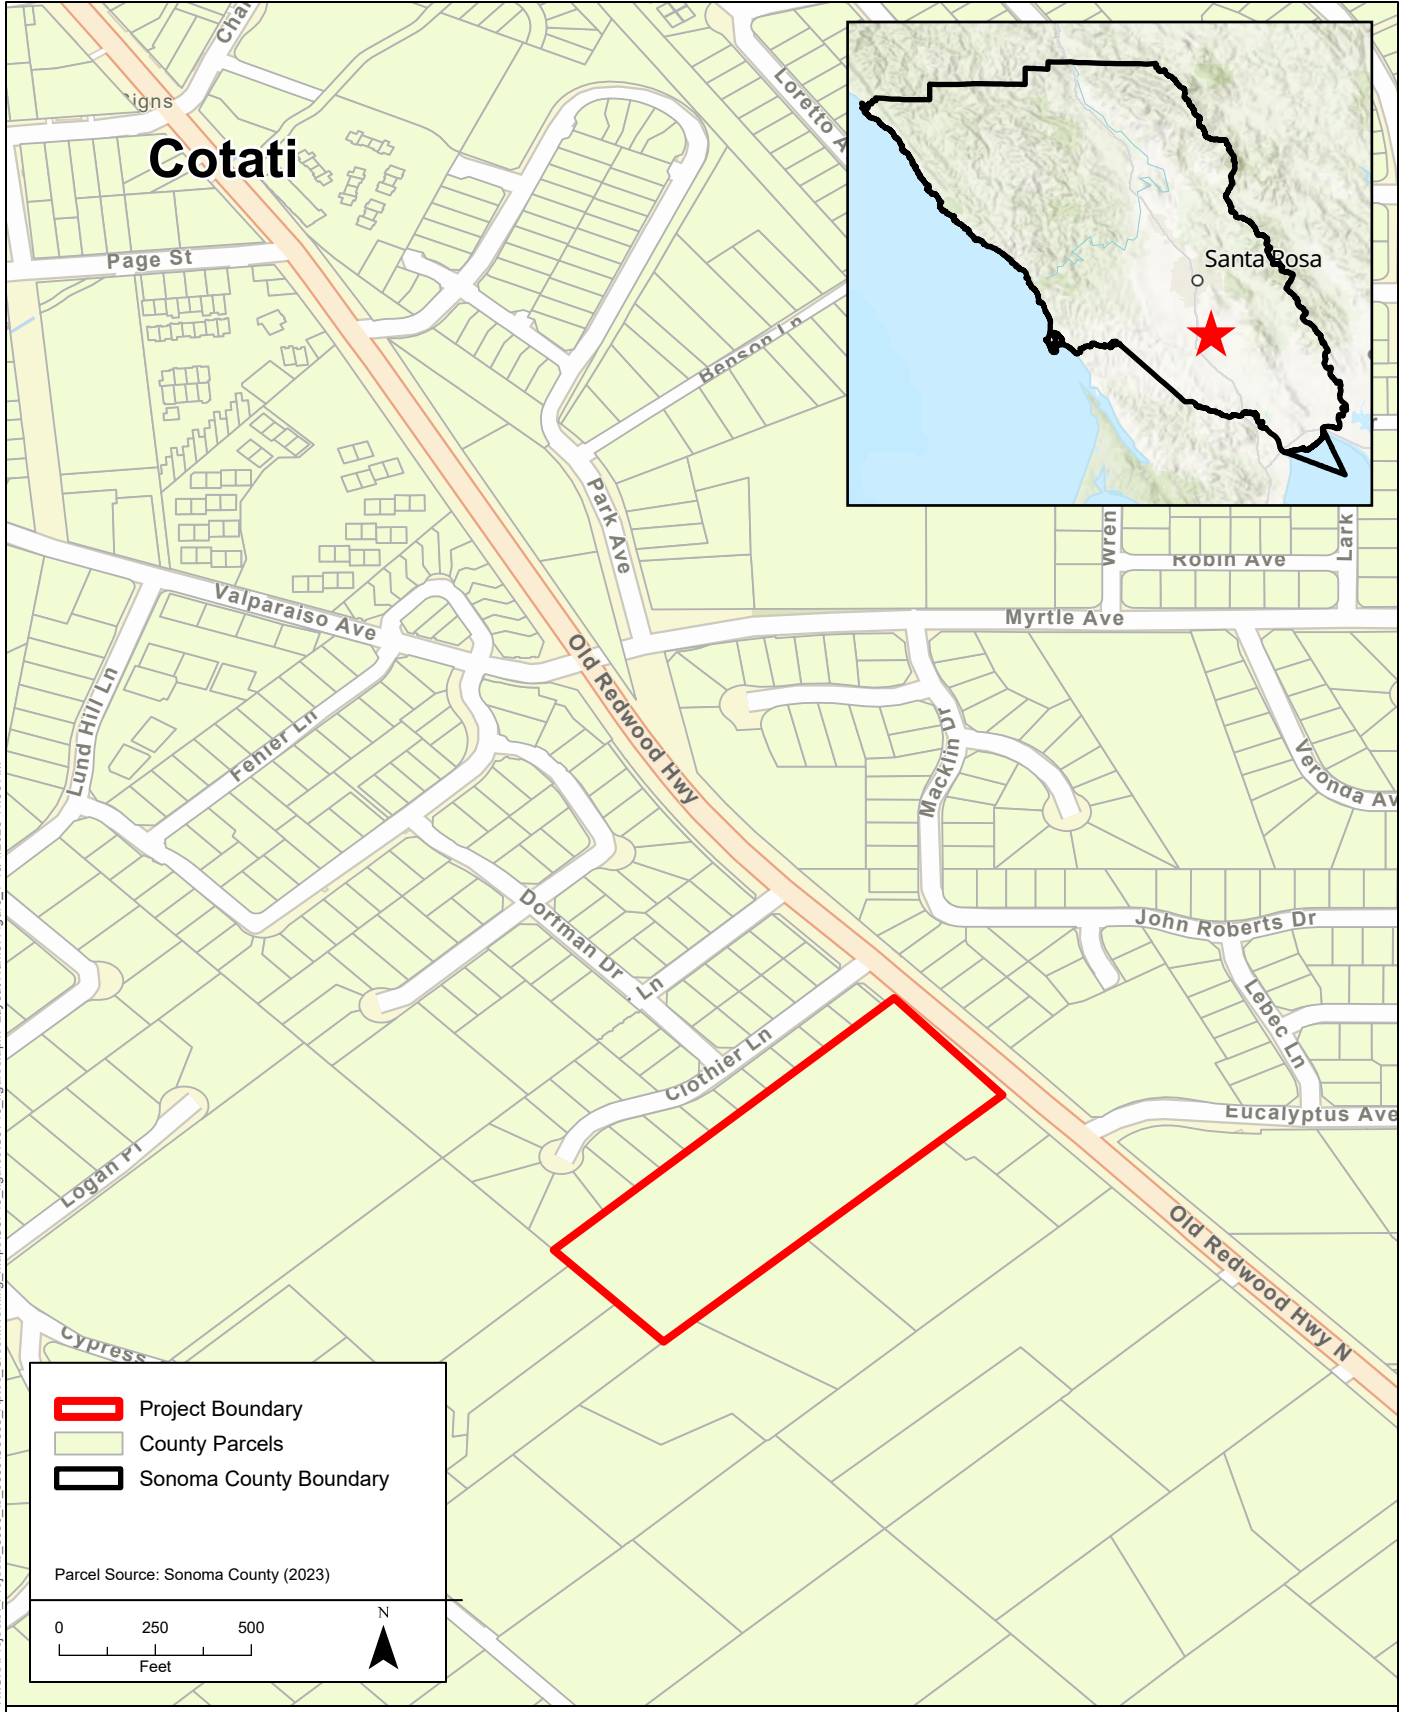 Cotati
Page St
Loretto
Benson Ln
Santa Rosa
Park Ave
Wren
Robin Ave
Lark
Myrtle Ave
Valparaiso Ave
Old Redwood Hwy
Lund Hill Ln
Fehler Ln
Macklin Dr
Veronda Av
Dorfman Dr
Ln
John Roberts Dr
Lebec Ln
Clothier Ln
Eucalyptus Ave
Logan Pl
Old Redwood Hwy N
Cypress
Project Boundary
County Parcels
Sonoma County Boundary
Parcel Source: Sonoma County (2023)
0 250 500
Feet
N